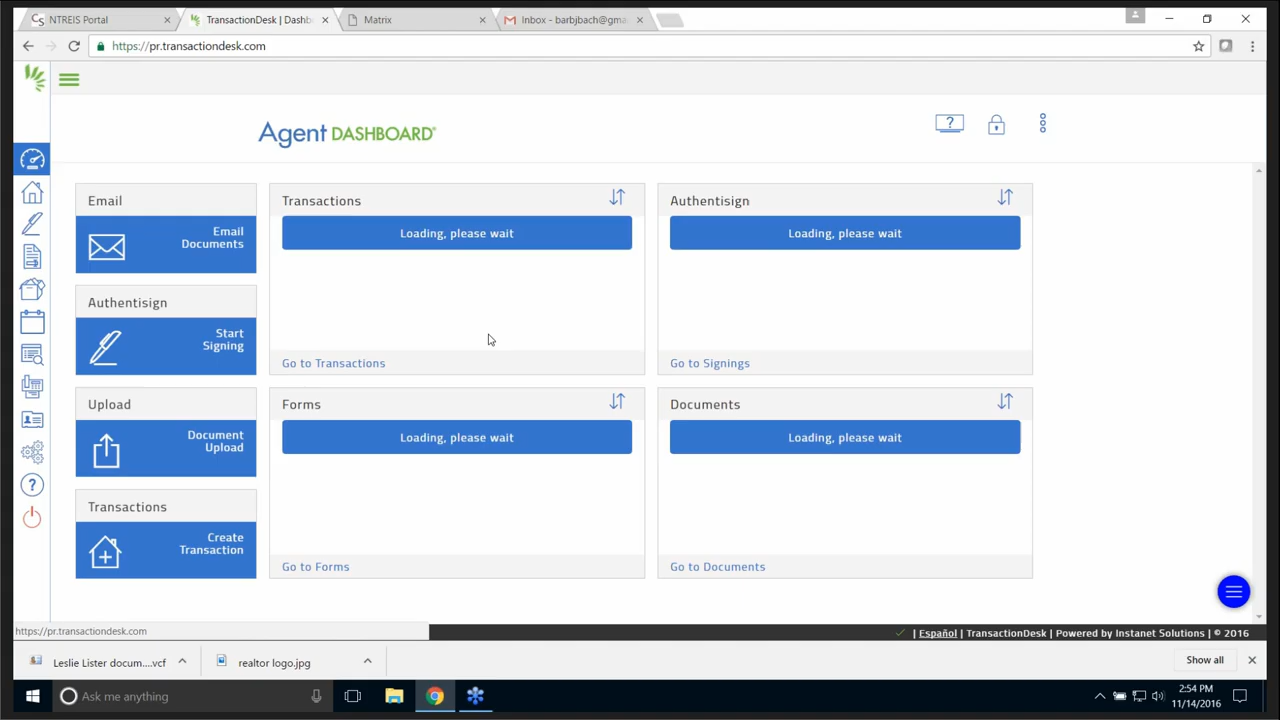 NTREIS Portal
TransactionDesk | Dashb
Matrix
Inbox - barbjbach@gma
https://pr.transactiondesk.com
Agent DASHBOARD®
Email
Email
Documents
Authentisign
Start
Signing
Upload
Document
Upload
Transactions
Create
Transaction
Transactions
Loading, please wait
Go to Transactions
Authentisign
Loading, please wait
Go to Signings
Forms
Loading, please wait
Go to Forms
Documents
Loading, please wait
Go to Documents
https://pr.transactiondesk.com
| Español | TransactionDesk | Powered by Instanet Solutions | © 2016
Leslie Lister docum....vcf
realtor logo.jpg
Show all
Ask me anything
2:54 PM
11/14/2016